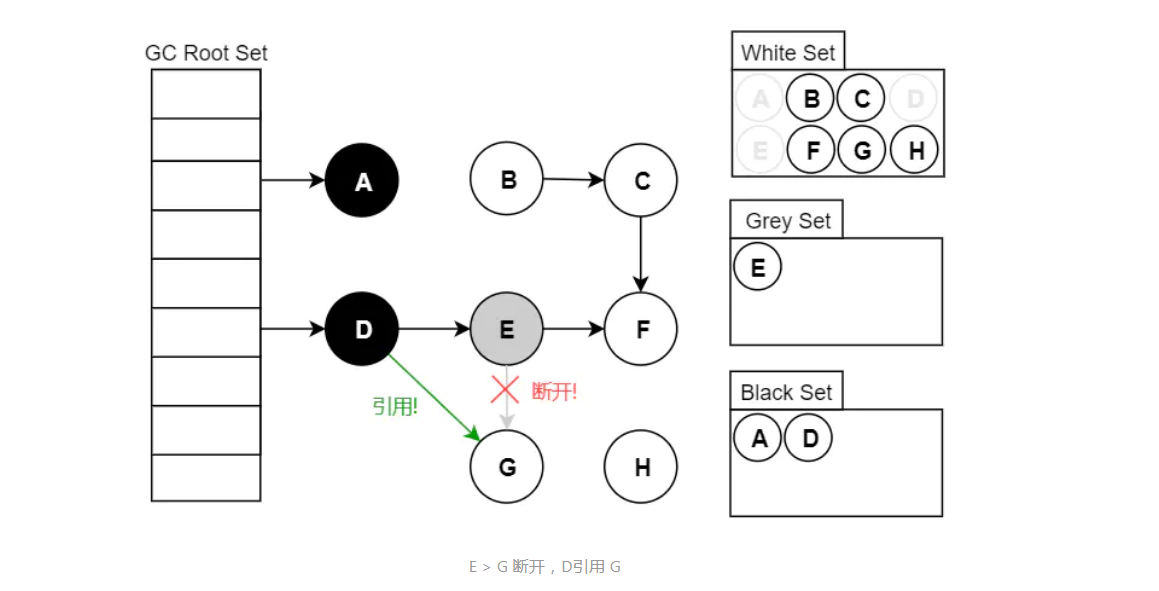 GC Root Set
A
B
C
D
E
F
引用!
断开!
G
H
White Set
A B C D
E F G H
Grey Set
E
Black Set
A D
E > G 断开，D引用 G